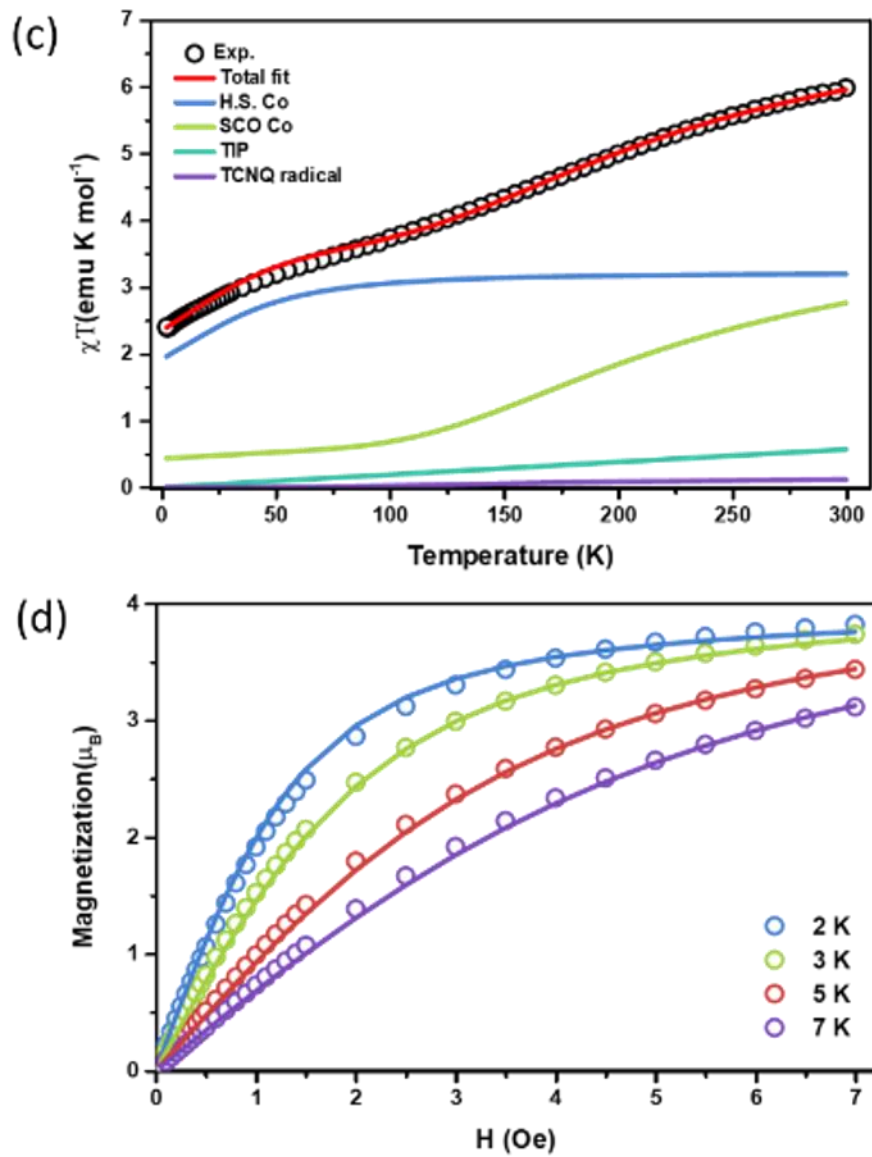 (c)
7
6
5
4
3
2
1
0
χT(emu K mol⁻¹)
Exp.
Total fit
H.S. Co
SCO Co
TIP
TCNQ radical
0 50 100 150 200 250 300
Temperature (K)
(d)
4
3
2
1
0
Magnetization(μ_B)
2 K
3 K
5 K
7 K
0 1 2 3 4 5 6 7
H (Oe)